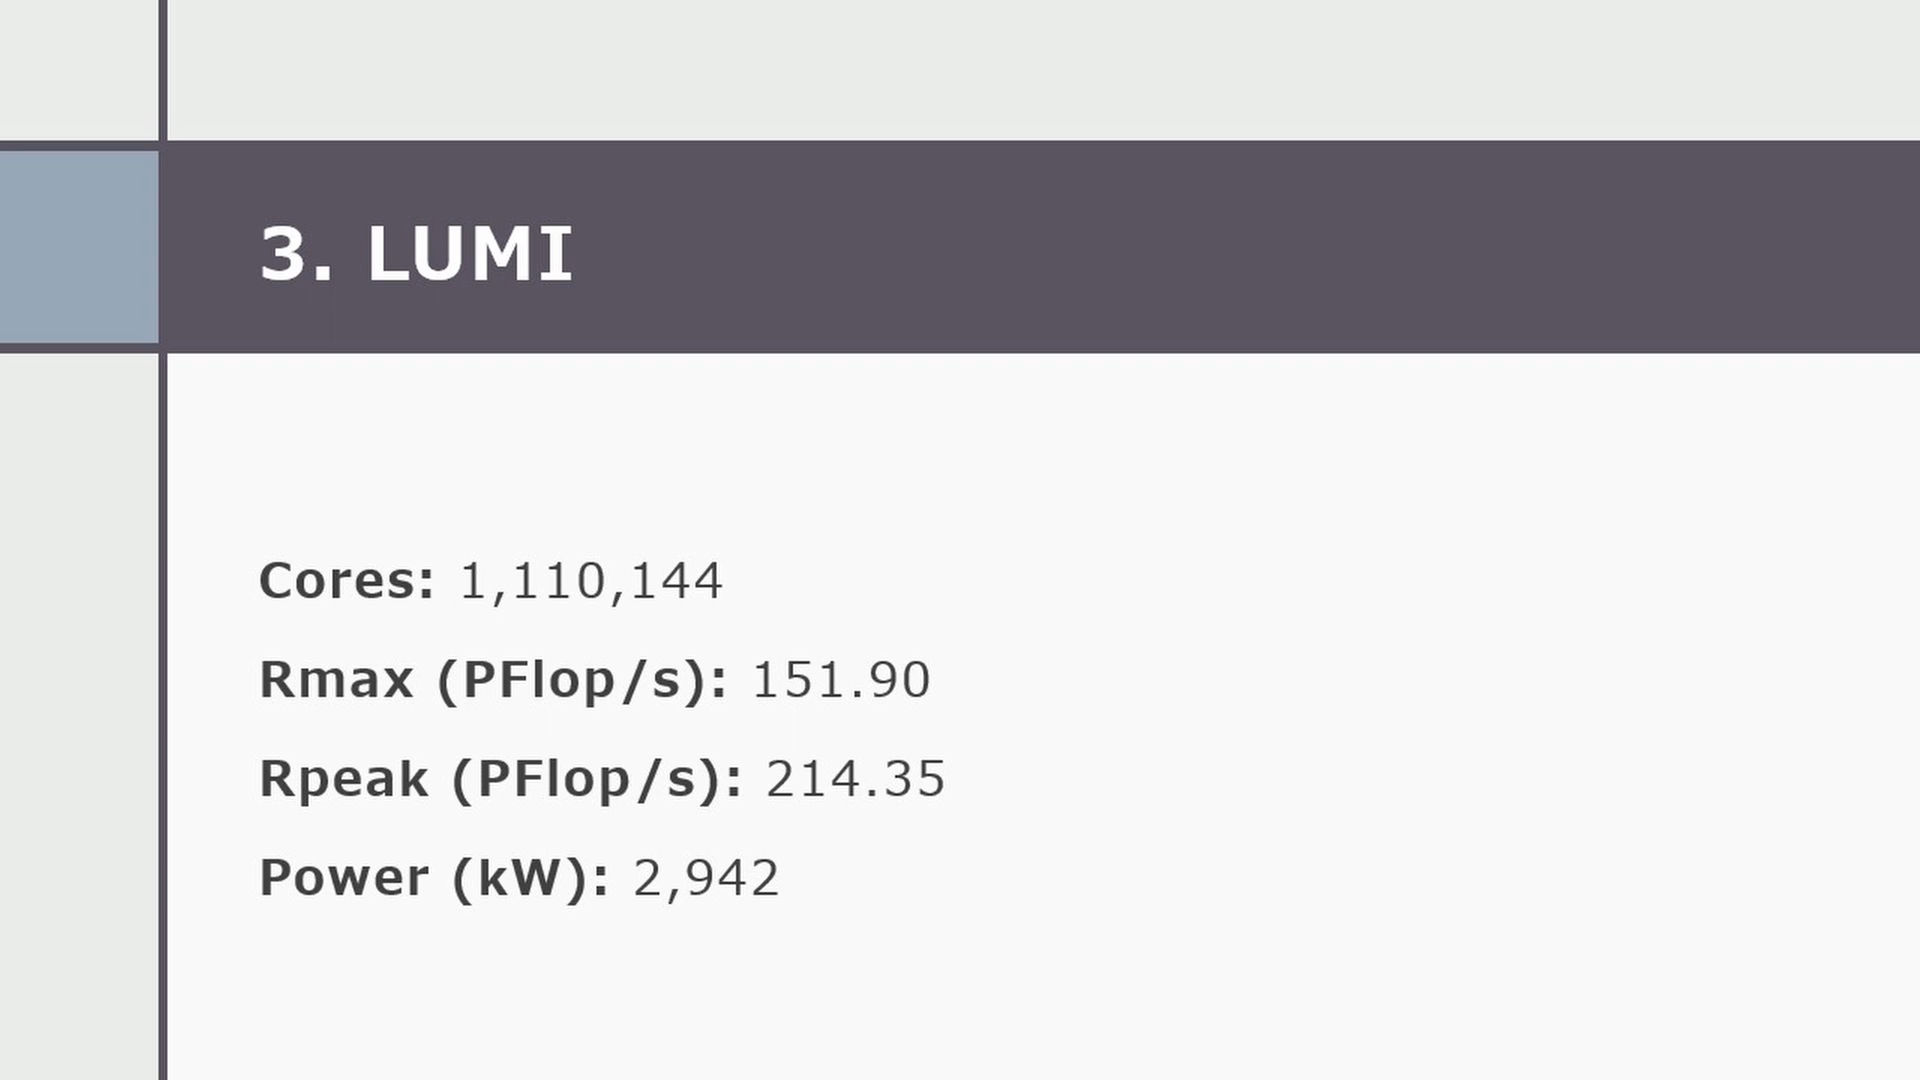 3. LUMI
Cores: 1,110,144
Rmax (PFlop/s): 151.90
Rpeak (PFlop/s): 214.35
Power (kW): 2,942